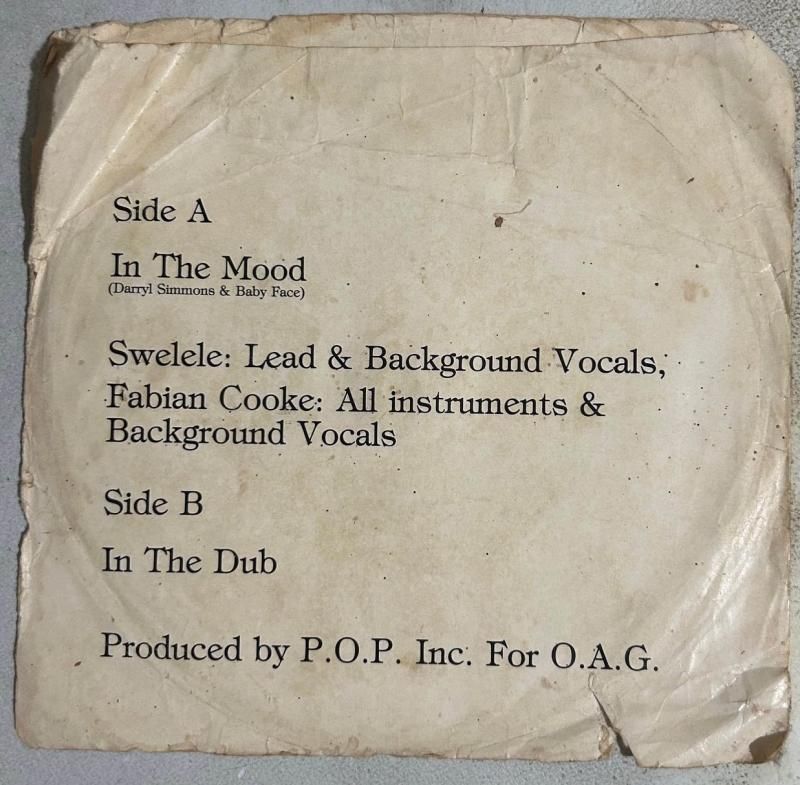 Side A
In The Mood
(Darryl Simmons & Baby Face)
Swelele: Lead & Background Vocals,
Fabian Cooke: All instruments &
Background Vocals
Side B
In The Dub
Produced by P.O.P. Inc. For O.A.G.